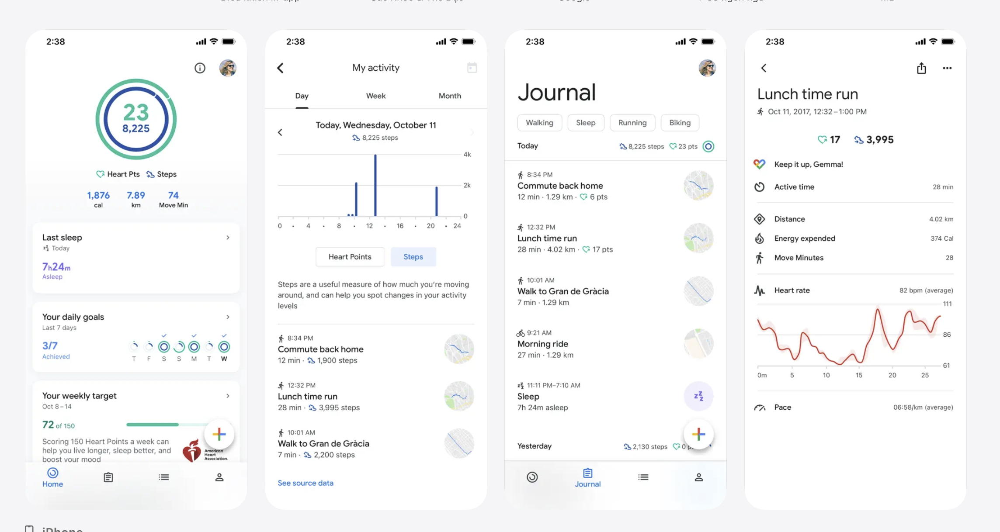 2:38
23
8,225
Heart Pts Steps
1,876 7.89 74
cal km Move Min
Last sleep
Today
7h24m
Asleep
Your daily goals
Last 7 days
3/7
Achieved
T F S S M T W
Your weekly target
Oct 8–14
72 of 150
Scoring 150 Heart Points a week can
help you live longer, sleep better, and
boost your mood
American
Heart
Association.
Home
2:38
My activity
Day Week Month
Today, Wednesday, October 11
8,225 steps
4k
2k
0
0 · 4 · 8 · 12 · 16 · 20 · 24
Heart Points Steps
Steps are a useful measure of how much you’re moving
around, and can help you spot changes in your activity
levels
8:34 PM
Commute back home
12 min · 1,900 steps
12:32 PM
Lunch time run
28 min · 3,995 steps
10:01 AM
Walk to Gran de Gràcia
7 min · 2,200 steps
See source data
2:38
Journal
Walking Sleep Running Biking
Today 8,225 steps 23 pts
8:34 PM
Commute back home
12 min · 1.29 km · 6 pts
12:32 PM
Lunch time run
28 min · 4.02 km · 17 pts
10:01 AM
Walk to Gran de Gràcia
7 min · 1.29 km
9:21 AM
Morning ride
27 min · 1.29 km
11:11 PM–7:10 AM
Sleep
7h 24m asleep
zzz
Yesterday 2,130 steps 0
Journal
2:38
Lunch time run
Oct 11, 2017, 12:32–1:00 PM
17 3,995
Keep it up, Gemma!
Active time 28 min
Distance 4.02 km
Energy expended 374 Cal
Move Minutes 28
Heart rate 82 bpm (average)
111
86
61
0m 5 10 15 20 25
Pace 06:58/km (average)
iPhone